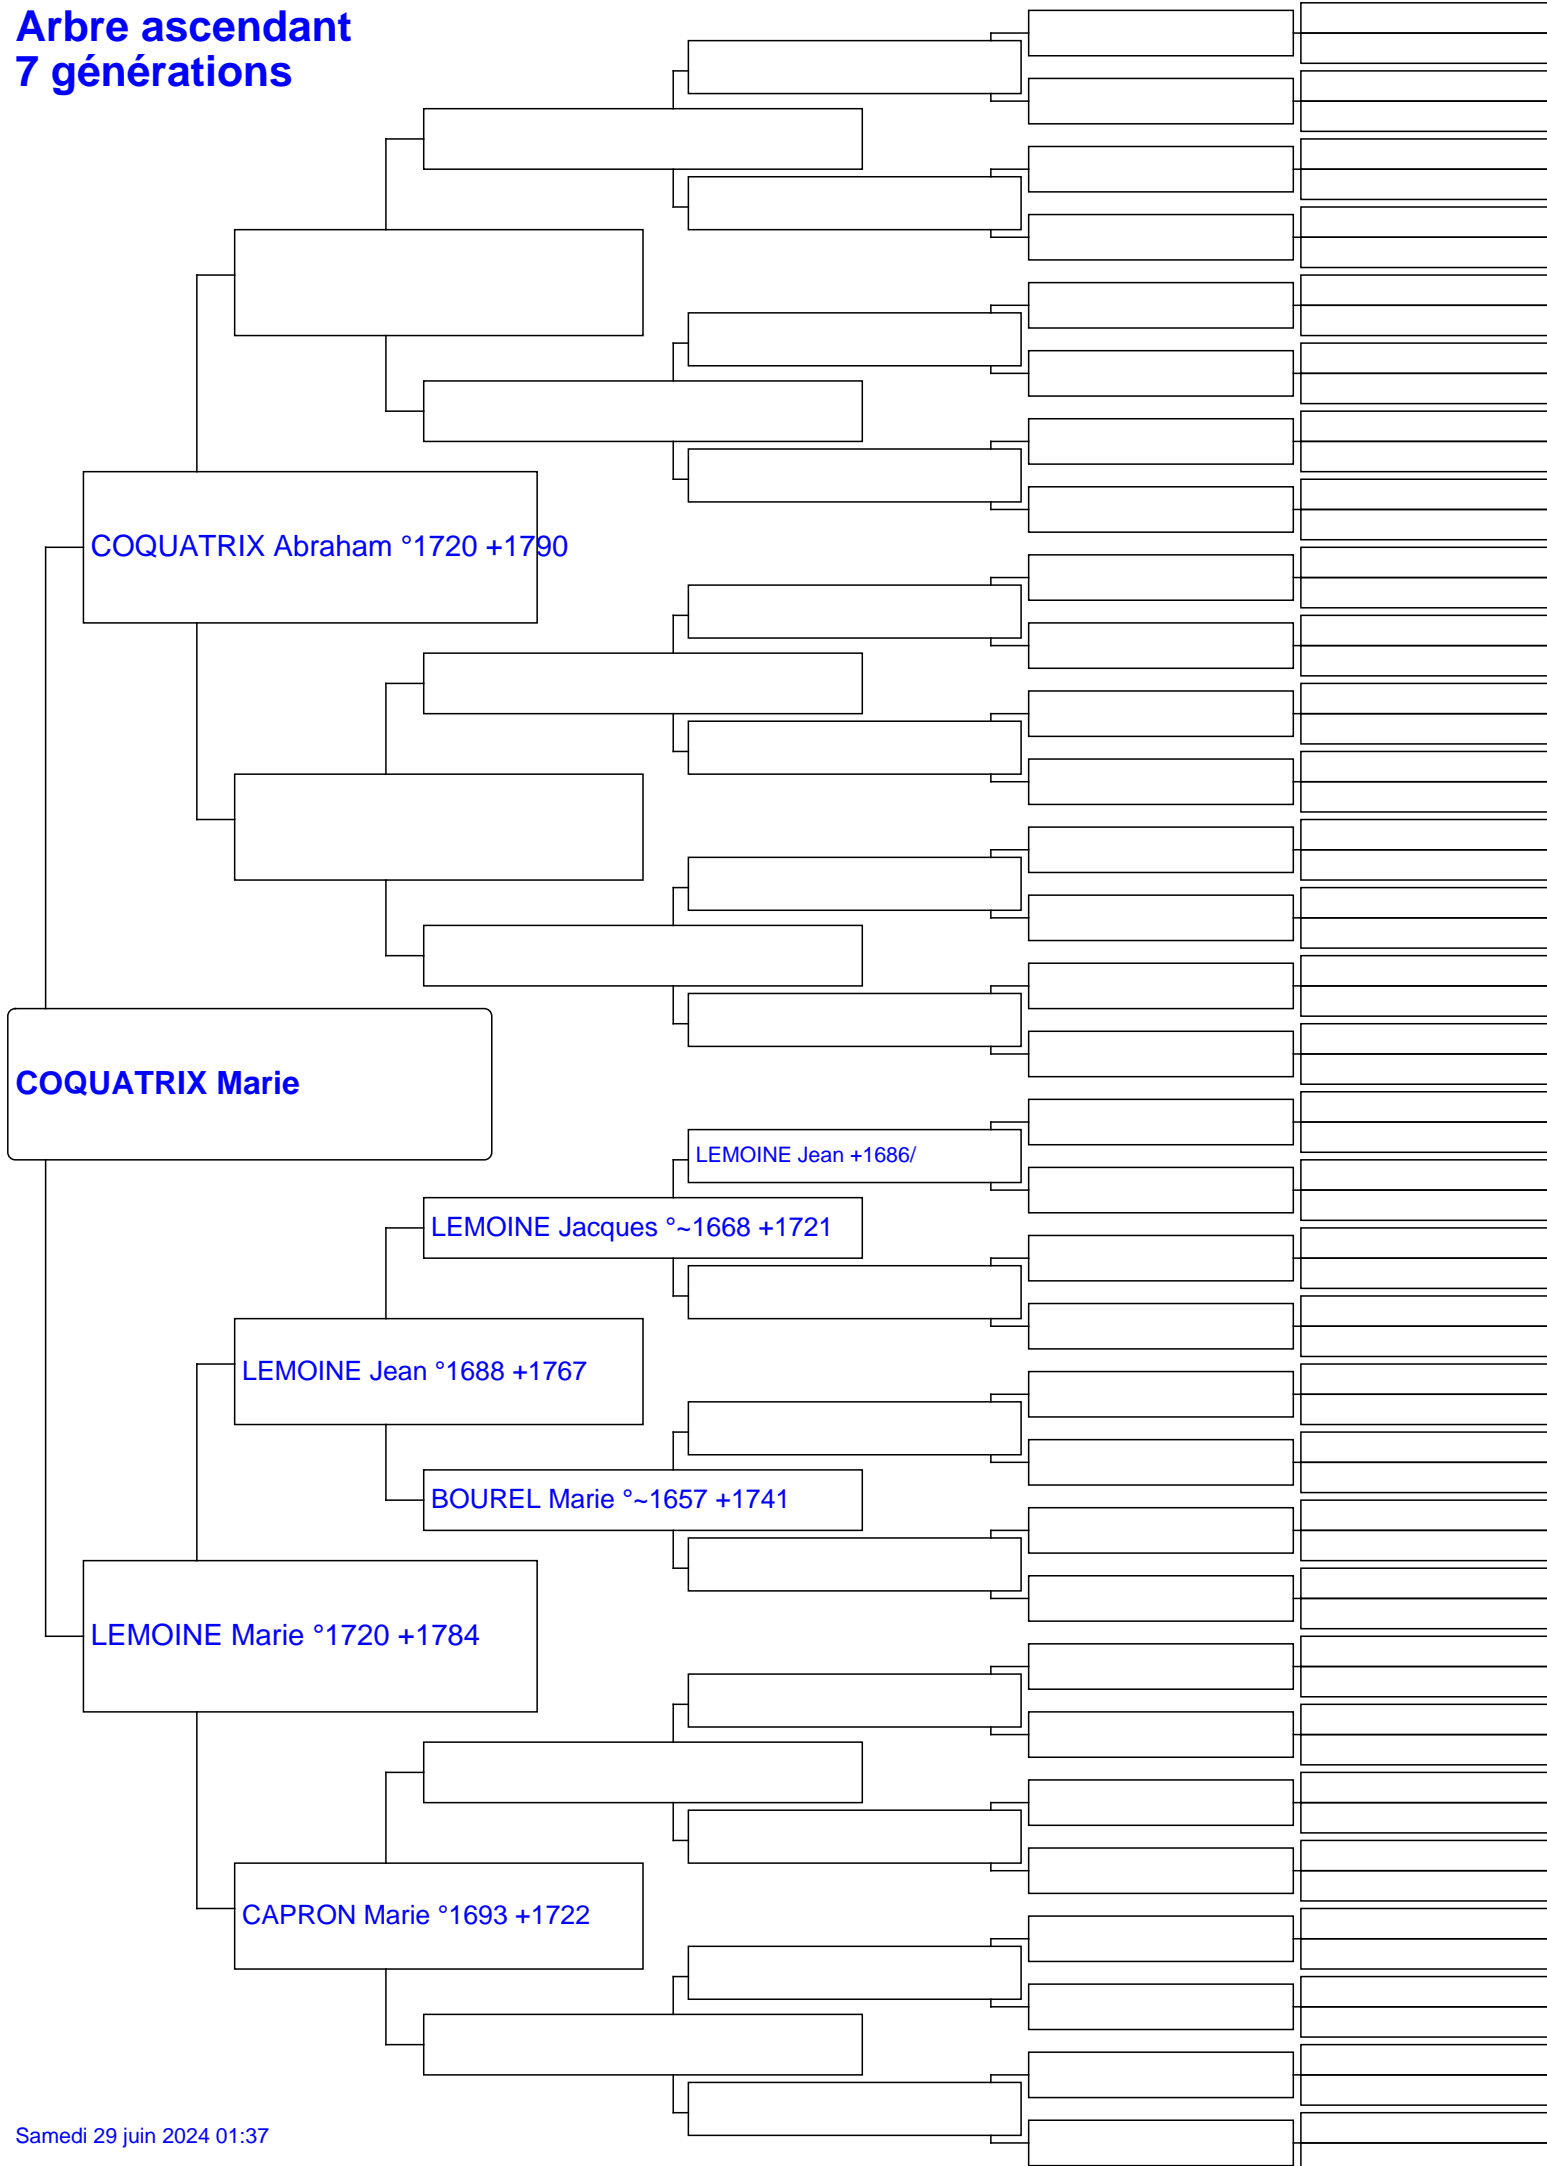 Arbre ascendant
7 générations
COQUATRIX Abraham °1720 +1790
COQUATRIX Marie
LEMOINE Jean +1686/
LEMOINE Jacques °~1668 +1721
LEMOINE Jean °1688 +1767
BOUREL Marie °~1657 +1741
LEMOINE Marie °1720 +1784
CAPRON Marie °1693 +1722
Samedi 29 juin 2024 01:37